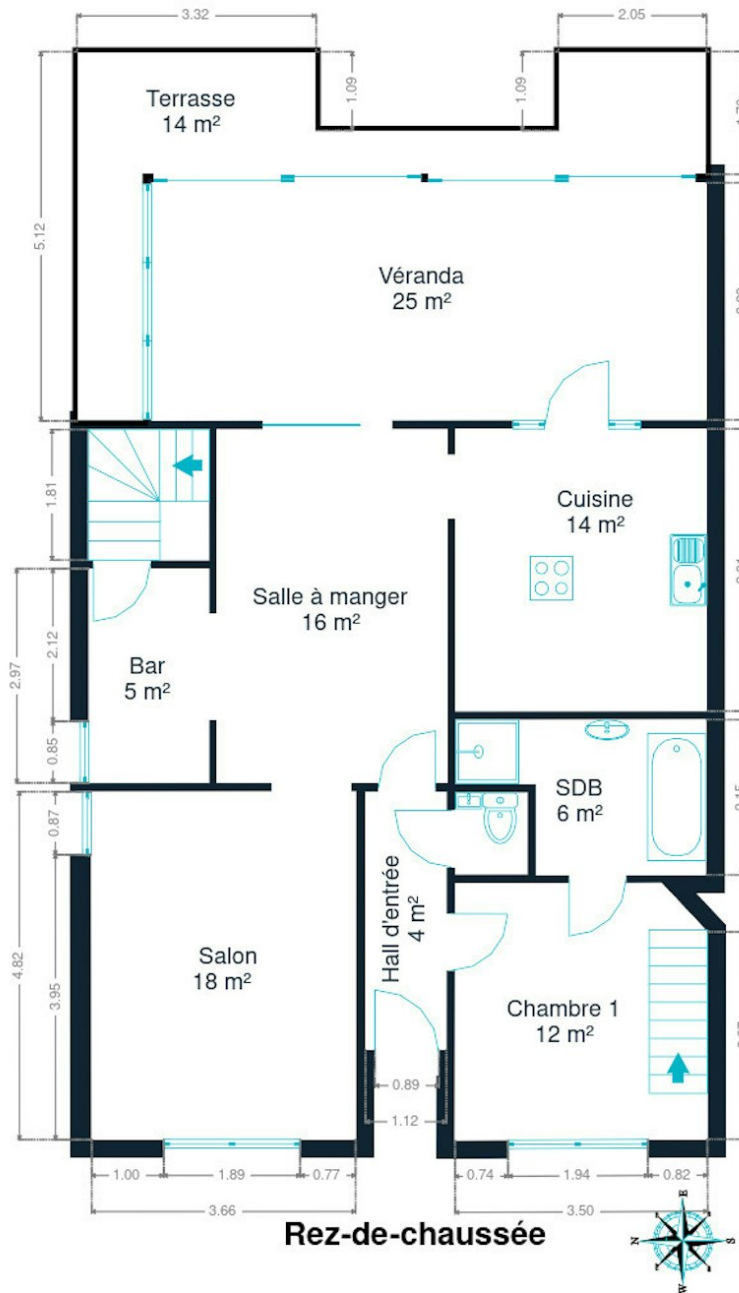 3.32
2.05
1.09
1.09
Terrasse
14 m²
5.12
Véranda
25 m²
1.81
Cuisine
14 m²
Salle à manger
16 m²
2.97
2.12
Bar
5 m²
0.85
SDB
6 m²
0.87
Hall d'entrée
4 m²
Salon
18 m²
4.82
3.95
Chambre 1
12 m²
0.89
1.12
1.00
1.89
0.77
0.74
1.94
0.82
3.66
3.50
Rez-de-chaussée
E
N
S
W